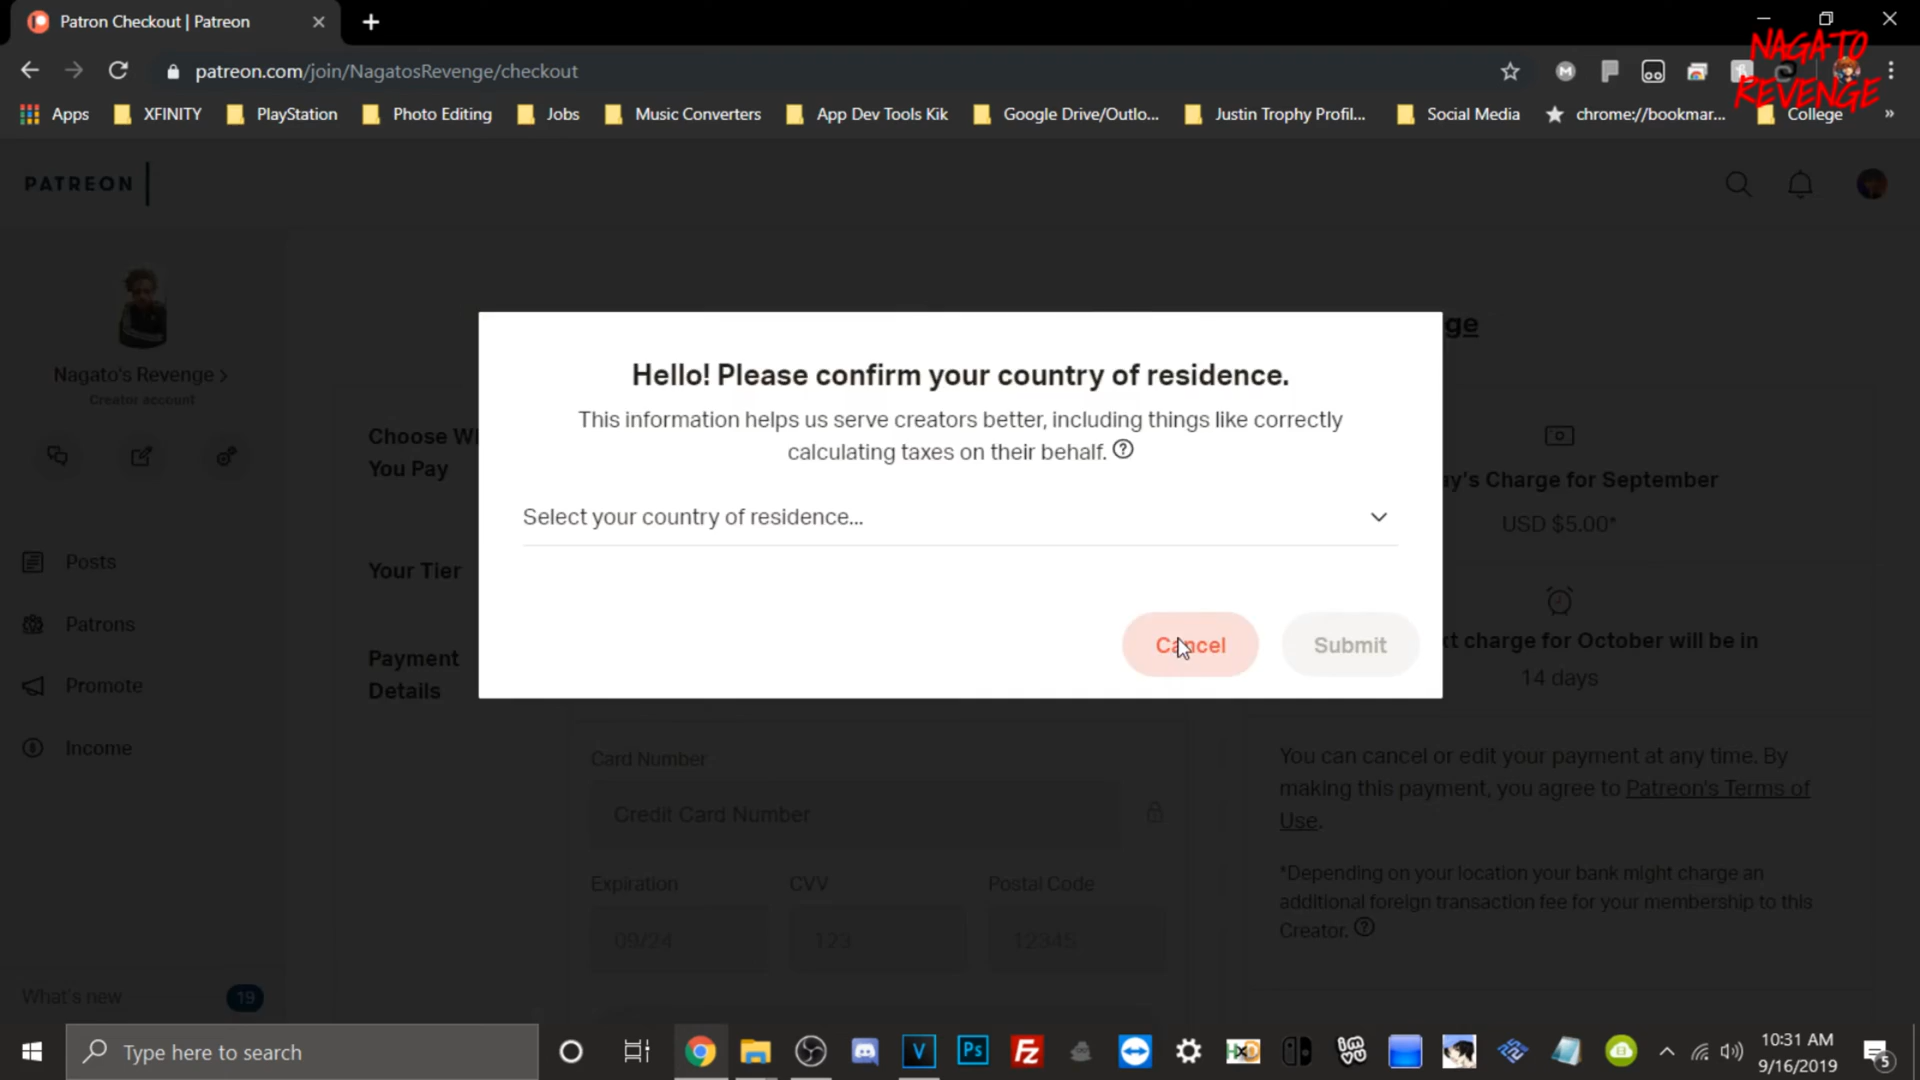 Patron Checkout | Patreon
patreon.com/join/NagatosRevenge/checkout
NAGATO
REVENGE
Apps XFINITY PlayStation Photo Editing Jobs Music Converters App Dev Tools Kik Google Drive/Outlo... Justin Trophy Profil... Social Media chrome://bookmar... College »
PATREON
Nagato's Revenge
Creator account
Posts
Patrons
Promote
Income
What's new 19
Choose W
You Pay
Your Tier
Payment
Details
Hello! Please confirm your country of residence.
This information helps us serve creators better, including things like correctly
calculating taxes on their behalf.
Select your country of residence...
Cancel Submit
Card Number
Credit Card Number
Expiration CVV Postal Code
09/24 123 12345
ge
ay's Charge for September
USD $5.00*
xt charge for October will be in
14 days
You can cancel or edit your payment at any time. By
making this payment, you agree to Patreon's Terms of
Use.
*Depending on your location your bank might charge an
additional foreign transaction fee for your membership to this
Creator.
Type here to search
10:31 AM
9/16/2019
5